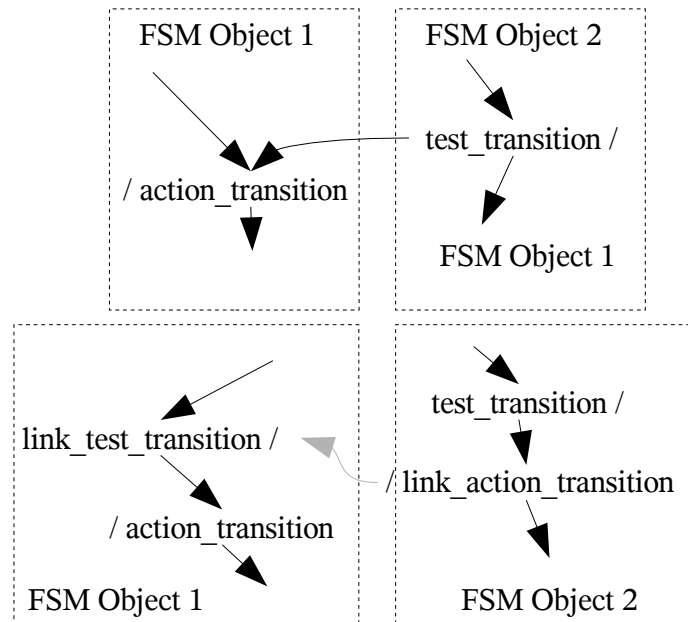 FSM Object 1
FSM Object 2
test_transition /
/ action_transition
FSM Object 1
test_transition /
link_test_transition /
/ link_action_transition
/ action_transition
FSM Object 1
FSM Object 2